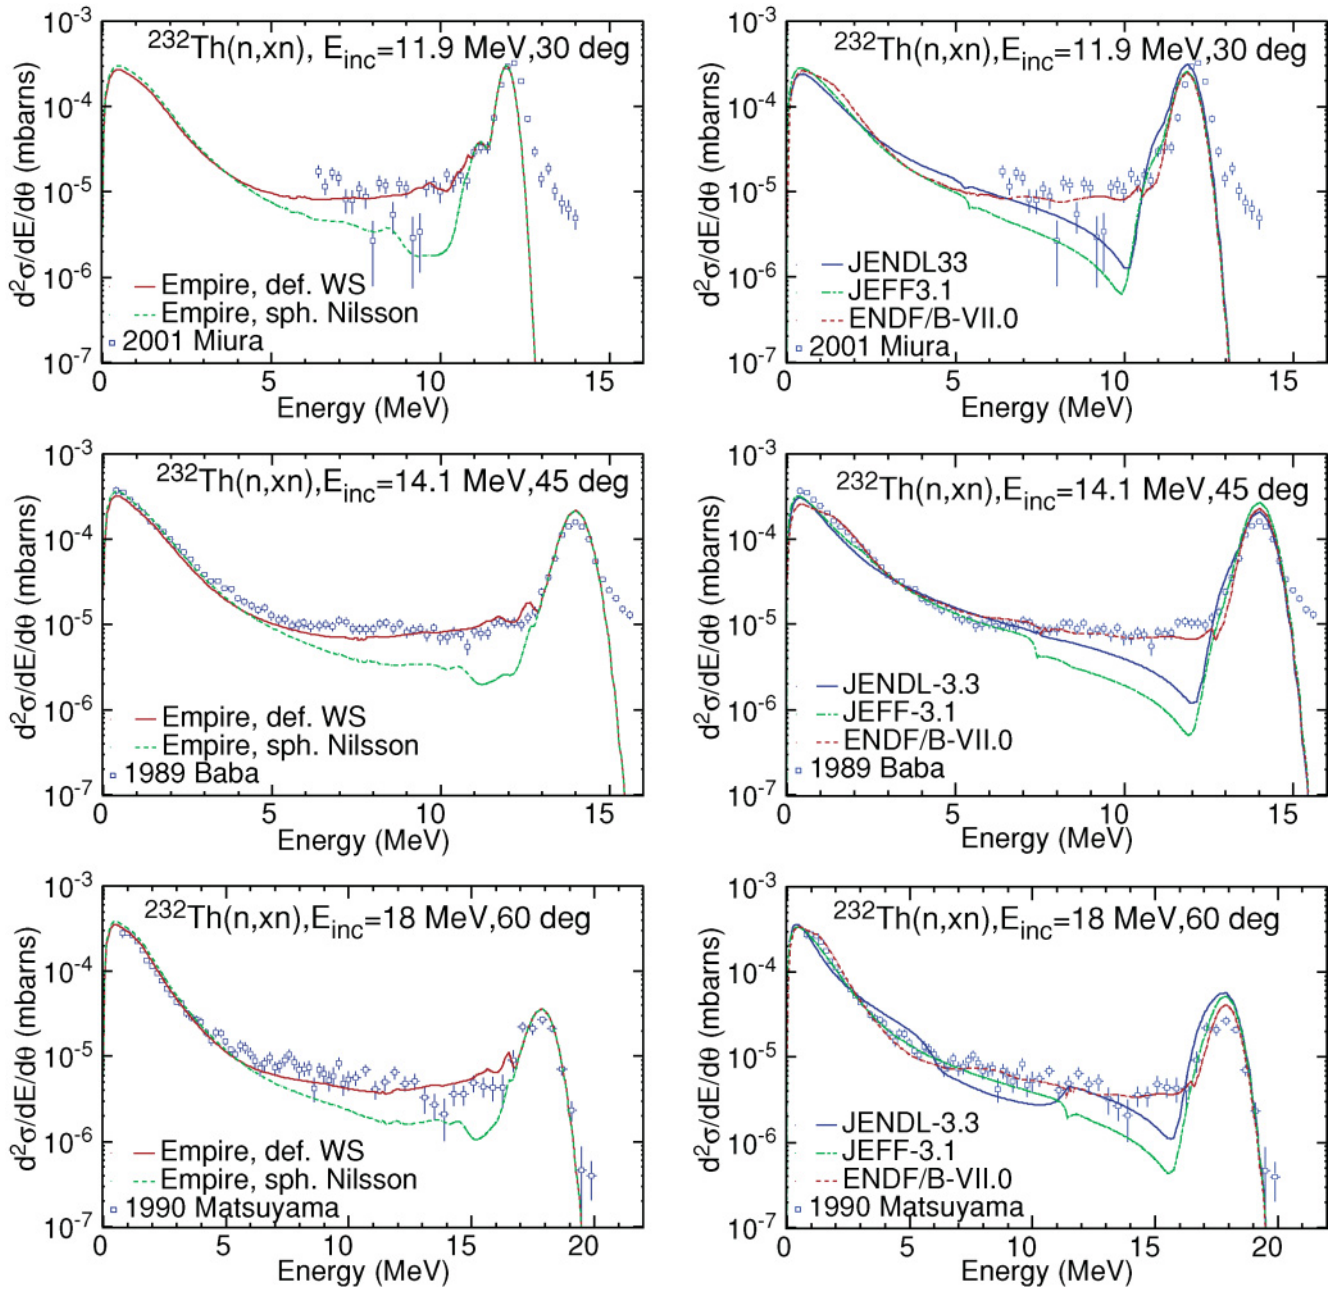 10⁻³
²³²Th(n,xn), E_inc=11.9 MeV,30 deg
10⁻⁴
10⁻⁵
10⁻⁶
10⁻⁷
d²σ/dE/dθ (mbarns)
Empire, def. WS
Empire, sph. Nilsson
2001 Miura
0 5 10 15
Energy (MeV)
10⁻³
²³²Th(n,xn), E_inc=11.9 MeV,30 deg
10⁻⁴
10⁻⁵
10⁻⁶
10⁻⁷
d²σ/dE/dθ (mbarns)
JENDL33
JEFF3.1
ENDF/B-VII.0
2001 Miura
0 5 10 15
Energy (MeV)
10⁻³
²³²Th(n,xn),E_inc=14.1 MeV,45 deg
10⁻⁴
10⁻⁵
10⁻⁶
10⁻⁷
d²σ/dE/dθ (mbarns)
Empire, def. WS
Empire, sph. Nilsson
1989 Baba
0 5 10 15
Energy (MeV)
10⁻³
²³²Th(n,xn),E_inc=14.1 MeV,45 deg
10⁻⁴
10⁻⁵
10⁻⁶
10⁻⁷
d²σ/dE/dθ (mbarns)
JENDL-3.3
JEFF-3.1
ENDF/B-VII.0
1989 Baba
0 5 10 15
Energy (MeV)
10⁻³
²³²Th(n,xn),E_inc=18 MeV,60 deg
10⁻⁴
10⁻⁵
10⁻⁶
10⁻⁷
d²σ/dE/dθ (mbarns)
Empire, def. WS
Empire, sph. Nilsson
1990 Matsuyama
0 5 10 15 20
Energy (MeV)
10⁻³
²³²Th(n,xn),E_inc=18 MeV,60 deg
10⁻⁴
10⁻⁵
10⁻⁶
10⁻⁷
d²σ/dE/dθ (mbarns)
JENDL-3.3
JEFF-3.1
ENDF/B-VII.0
1990 Matsuyama
0 5 10 15 20
Energy (MeV)